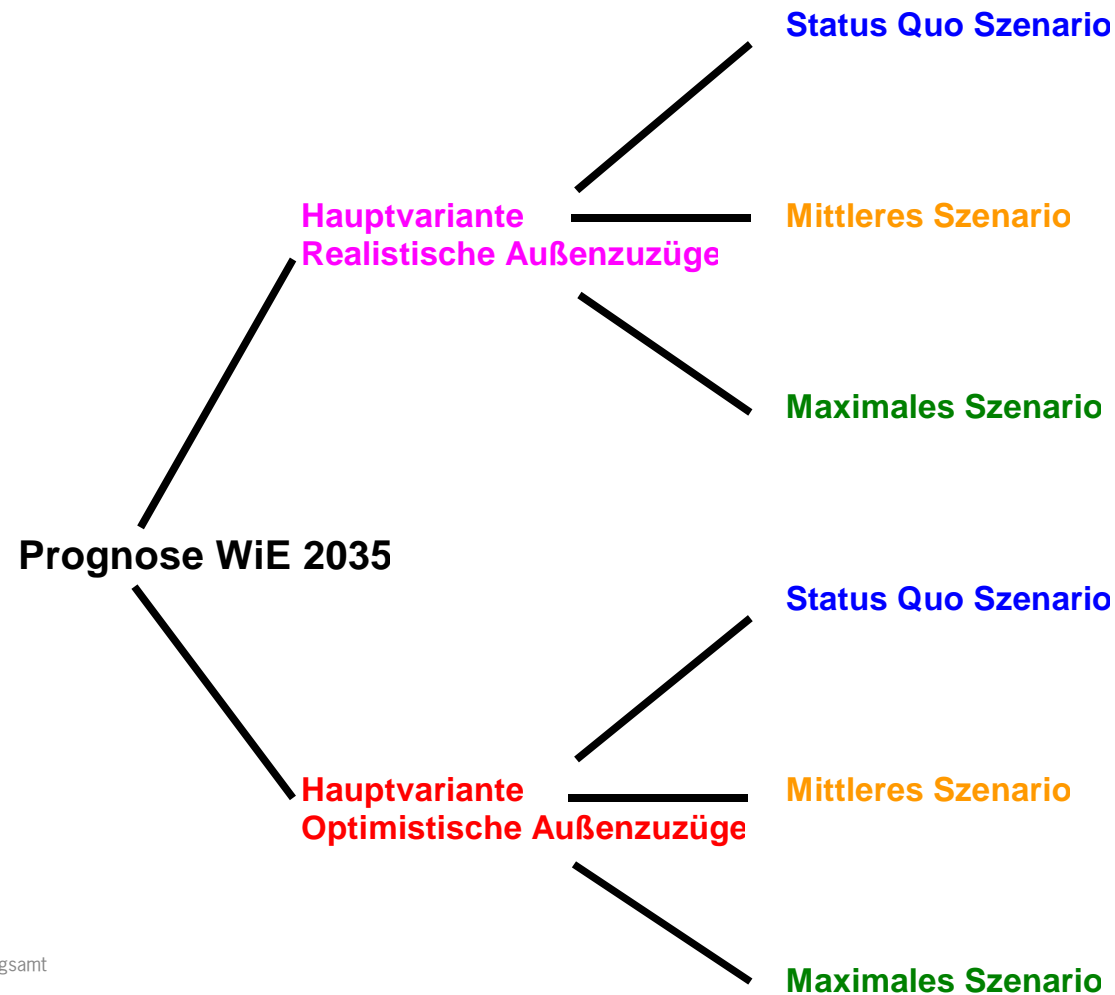 Status Quo Szenario
Hauptvariante
Realistische Außenzuzüge
Mittleres Szenario
Maximales Szenario
Prognose WiE 2035
Status Quo Szenario
Hauptvariante
Optimistische Außenzuzüge
Mittleres Szenario
Maximales Szenario
gsamt